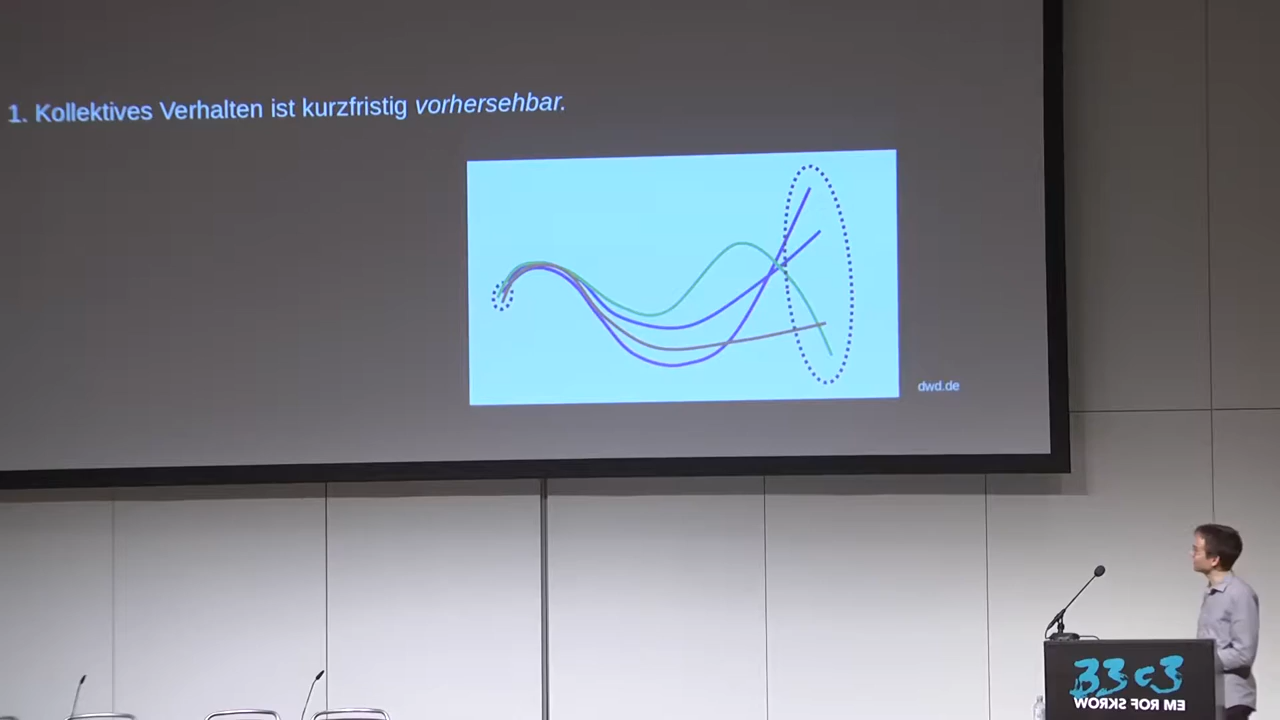 1. Kollektives Verhalten ist kurzfristig vorhersehbar.
dwd.de
33c3
WORKS FOR ME